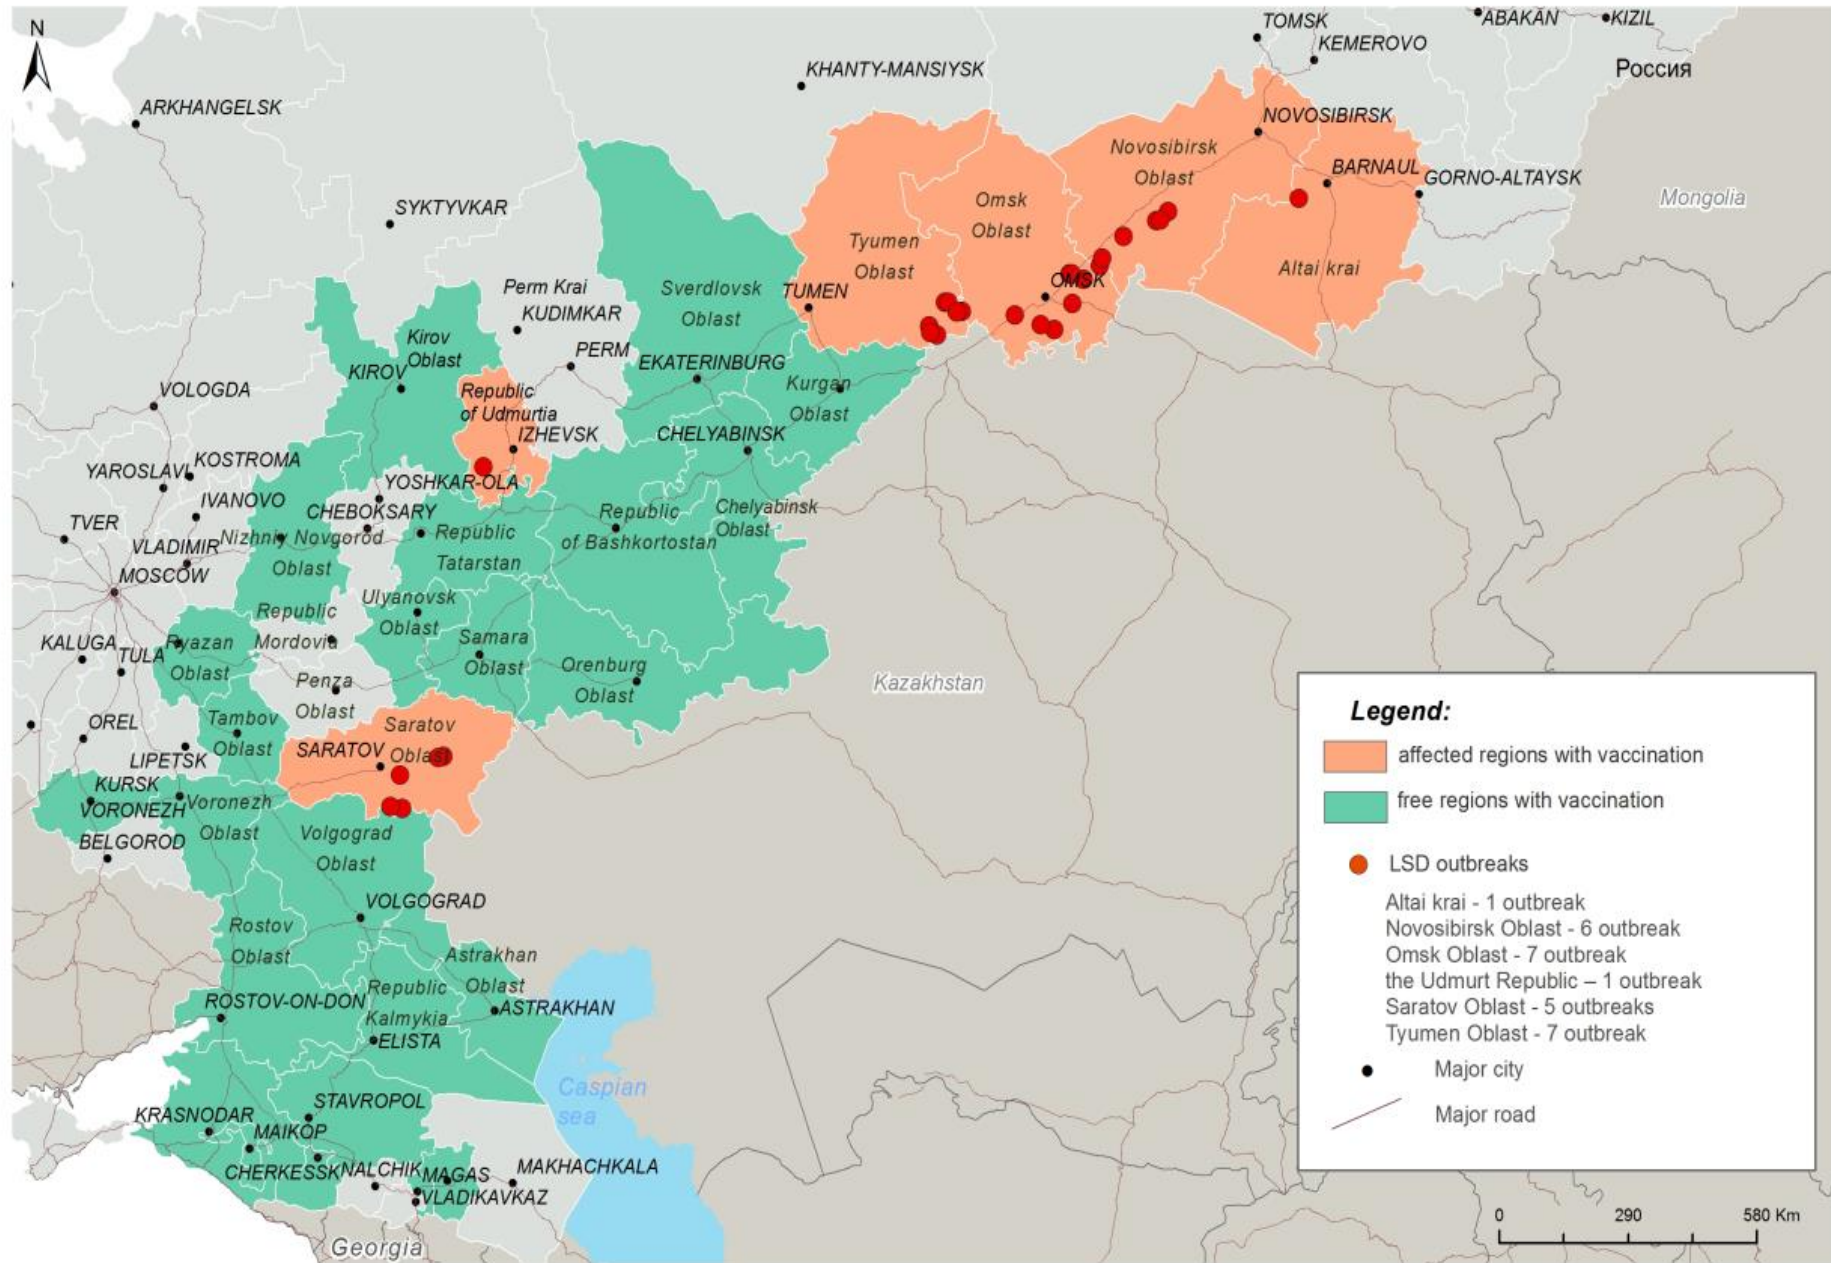 N
TOMSK
ABAKAN
KIZIL
KEMEROVO
Россия
KHANTY-MANSIYSK
ARKHANGELSK
NOVOSIBIRSK
Novosibirsk
Oblast
BARNAUL
GORNO-ALTAYSK
Mongolia
SYKTYVKAR
Omsk
Oblast
Tyumen
Oblast
Altai krai
Perm Krai
KUDIMKAR
Sverdlovsk
Oblast
TUMEN
OMSK
Kirov
Oblast
KIROV
PERM
EKATERINBURG
Kurgan
Oblast
VOLOGDA
Republic
of Udmurtia
IZHEVSK
CHELYABINSK
KOSTROMA
YAROSLAVL
IVANOVO
YOSHKAR-OLA
CHEBOKSARY
TVER
VLADIMIR
Nizhniy Novgorod
Oblast
Republic
Tatarstan
Republic
of Bashkortostan
Chelyabinsk
Oblast
MOSCOW
Republic
Mordovia
Ulyanovsk
Oblast
KALUGA
TULA
Ryazan
Oblast
Samara
Oblast
Orenburg
Oblast
Penza
Oblast
Kazakhstan
OREL
LIPETSK
Tambov
Oblast
Saratov
Oblast
SARATOV
KURSK
VORONEZH
Voronezh
Oblast
BELGOROD
Volgograd
Oblast
VOLGOGRAD
Rostov
Oblast
Astrakhan
Oblast
Republic
Kalmykia
ROSTOV-ON-DON
ASTRAKHAN
ELISTA
Caspian
sea
KRASNODAR
STAVROPOL
MAIKOP
CHERKESSK
NALCHIK
MAGAS
MAKHACHKALA
VLADIKAVKAZ
Georgia
Legend:
affected regions with vaccination
free regions with vaccination
LSD outbreaks
Altai krai - 1 outbreak
Novosibirsk Oblast - 6 outbreak
Omsk Oblast - 7 outbreak
the Udmurt Republic – 1 outbreak
Saratov Oblast - 5 outbreaks
Tyumen Oblast - 7 outbreak
Major city
Major road
0 290 580 Km